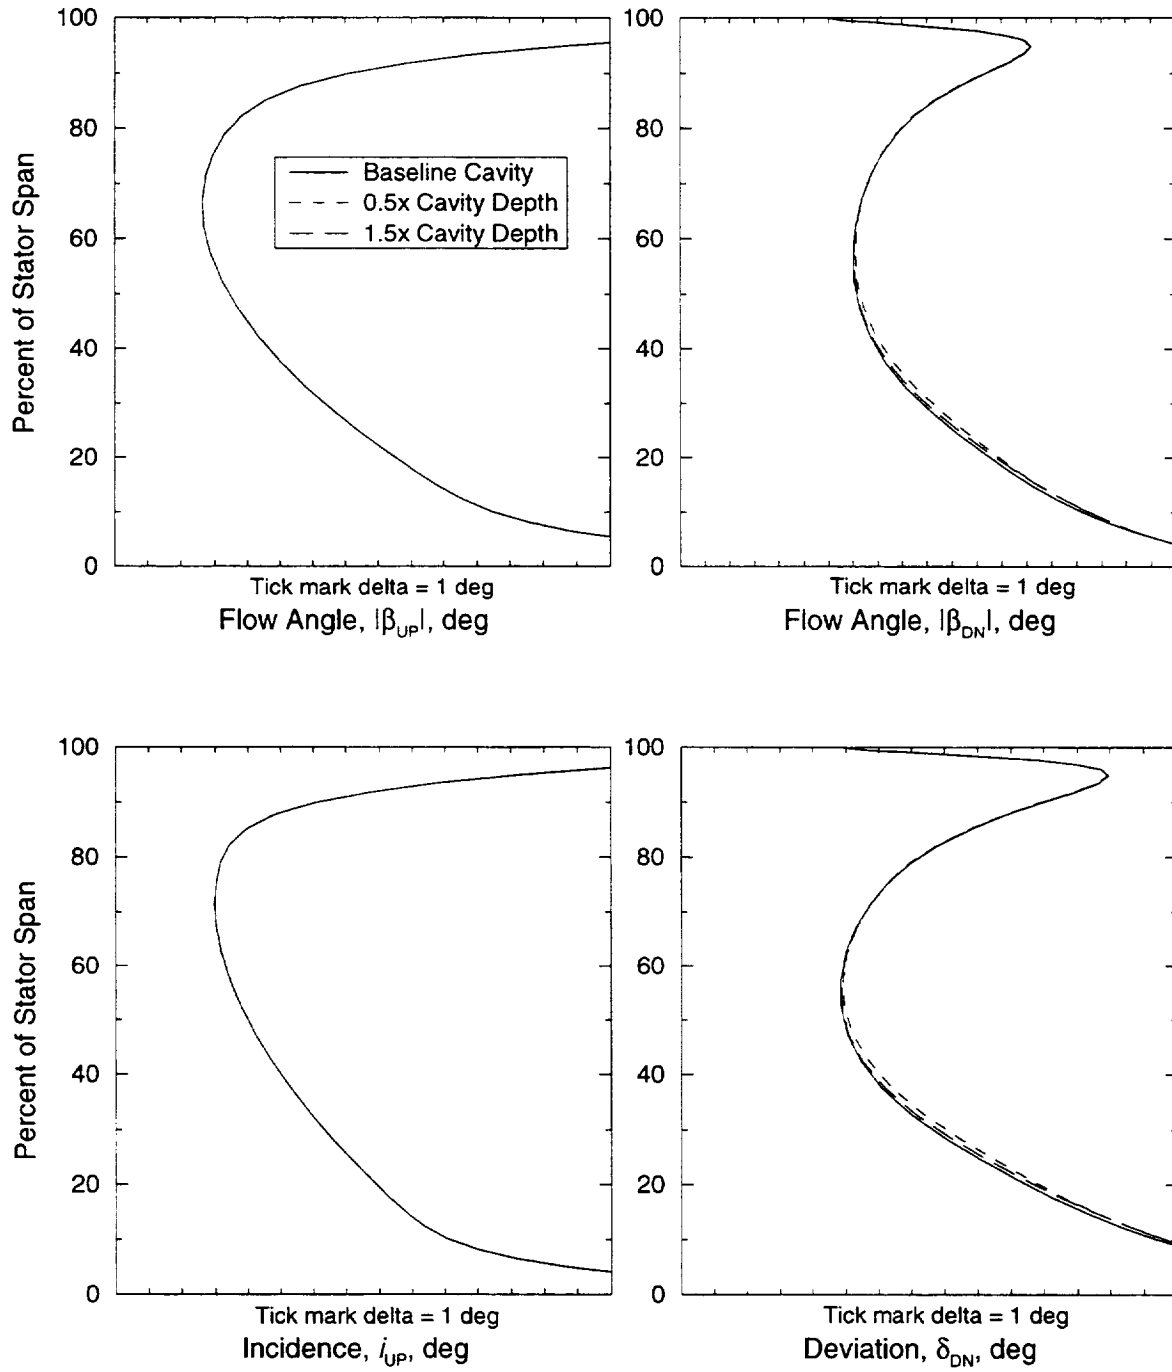 100
80
60
40
20
0
Percent of Stator Span
Baseline Cavity
0.5x Cavity Depth
1.5x Cavity Depth
Tick mark delta = 1 deg
Flow Angle, |β_UP|, deg
100
80
60
40
20
0
Tick mark delta = 1 deg
Flow Angle, |β_DN|, deg
100
80
60
40
20
0
Percent of Stator Span
Tick mark delta = 1 deg
Incidence, i_UP, deg
100
80
60
40
20
0
Tick mark delta = 1 deg
Deviation, δ_DN, deg